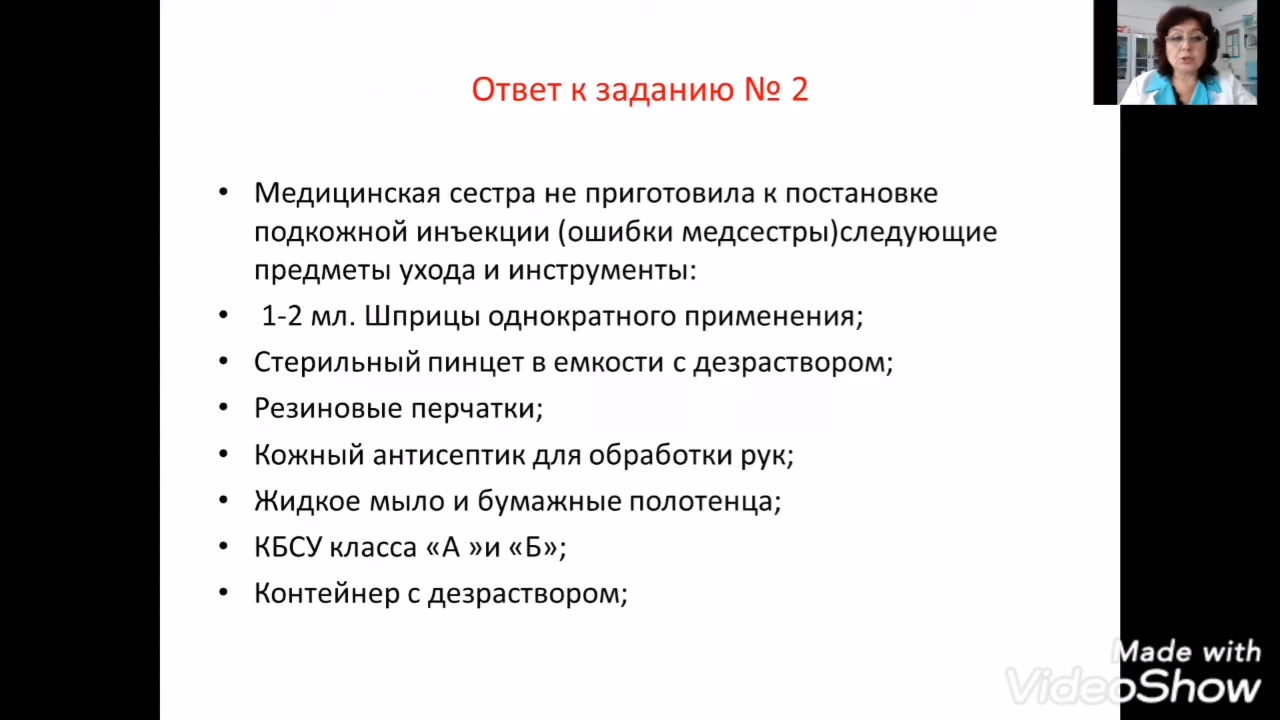 Ответ к заданию № 2
• Медицинская сестра не приготовила к постановке
подкожной инъекции (ошибки медсестры)следующие
предметы ухода и инструменты:
• 1-2 мл. Шприцы однократного применения;
• Стерильный пинцет в емкости с дезраствором;
• Резиновые перчатки;
• Кожный антисептик для обработки рук;
• Жидкое мыло и бумажные полотенца;
• КБСУ класса «А »и «Б»;
• Контейнер с дезраствором;
Made with
VideoShow